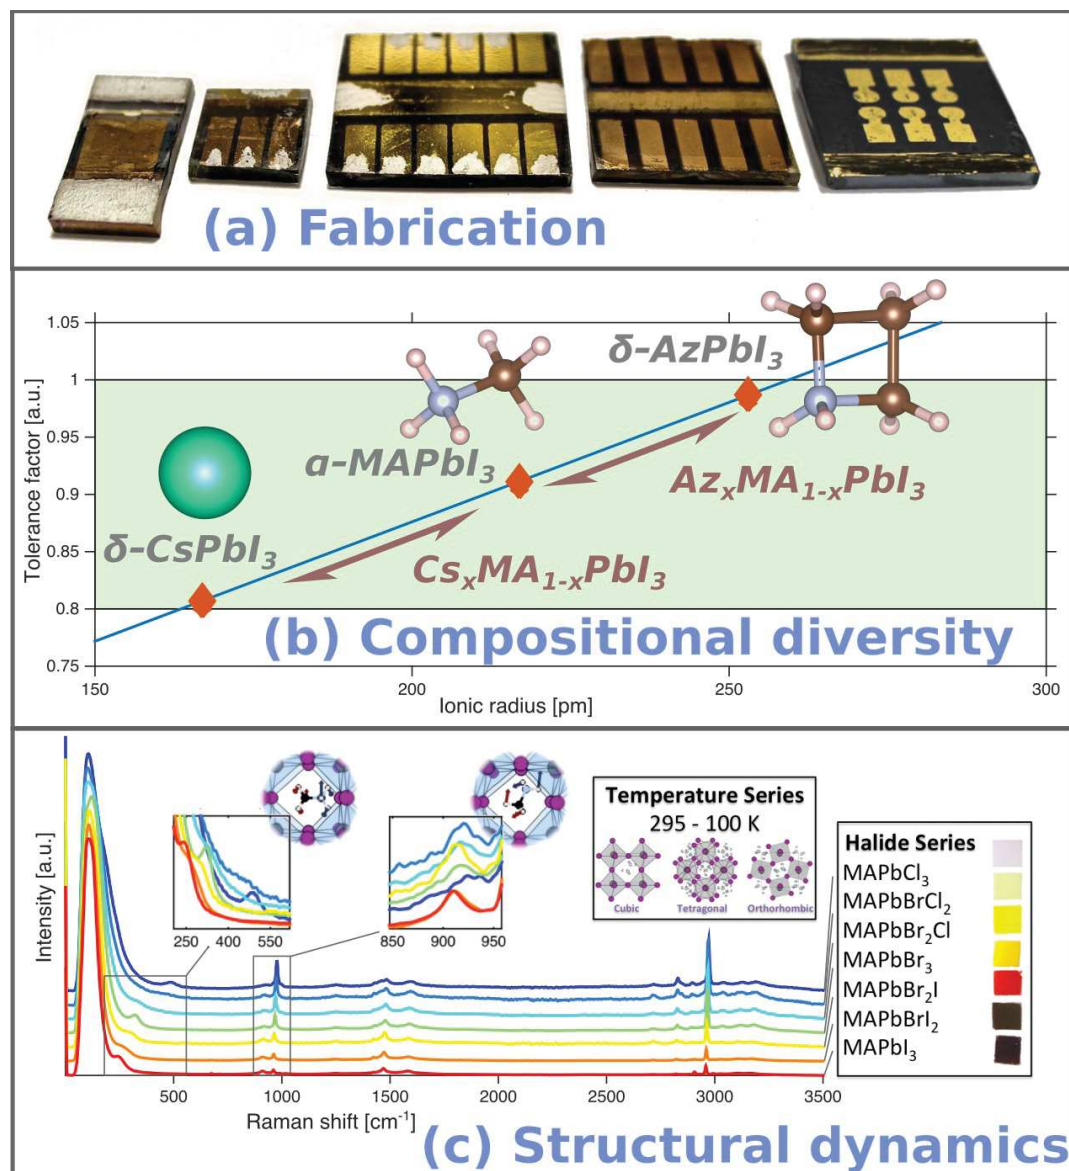 (a) Fabrication
1.05
1
0.95
0.9
0.85
0.8
0.75
Tolerance factor [a.u.]
δ-AzPbI₃
α-MAPbI₃
AzₓMA₁₋ₓPbI₃
δ-CsPbI₃
CsₓMA₁₋ₓPbI₃
(b) Compositional diversity
150
200
250
300
Ionic radius [pm]
Intensity [a.u.]
250
400
550
850
900
950
Temperature Series
295 - 100 K
Cubic
Tetragonal
Orthorhombic
Halide Series
MAPbCl₃
MAPbBrCl₂
MAPbBr₂Cl
MAPbBr₃
MAPbBr₂I
MAPbBrI₂
MAPbI₃
500
1000
1500
2000
2500
3000
3500
Raman shift [cm⁻¹]
(c) Structural dynamics